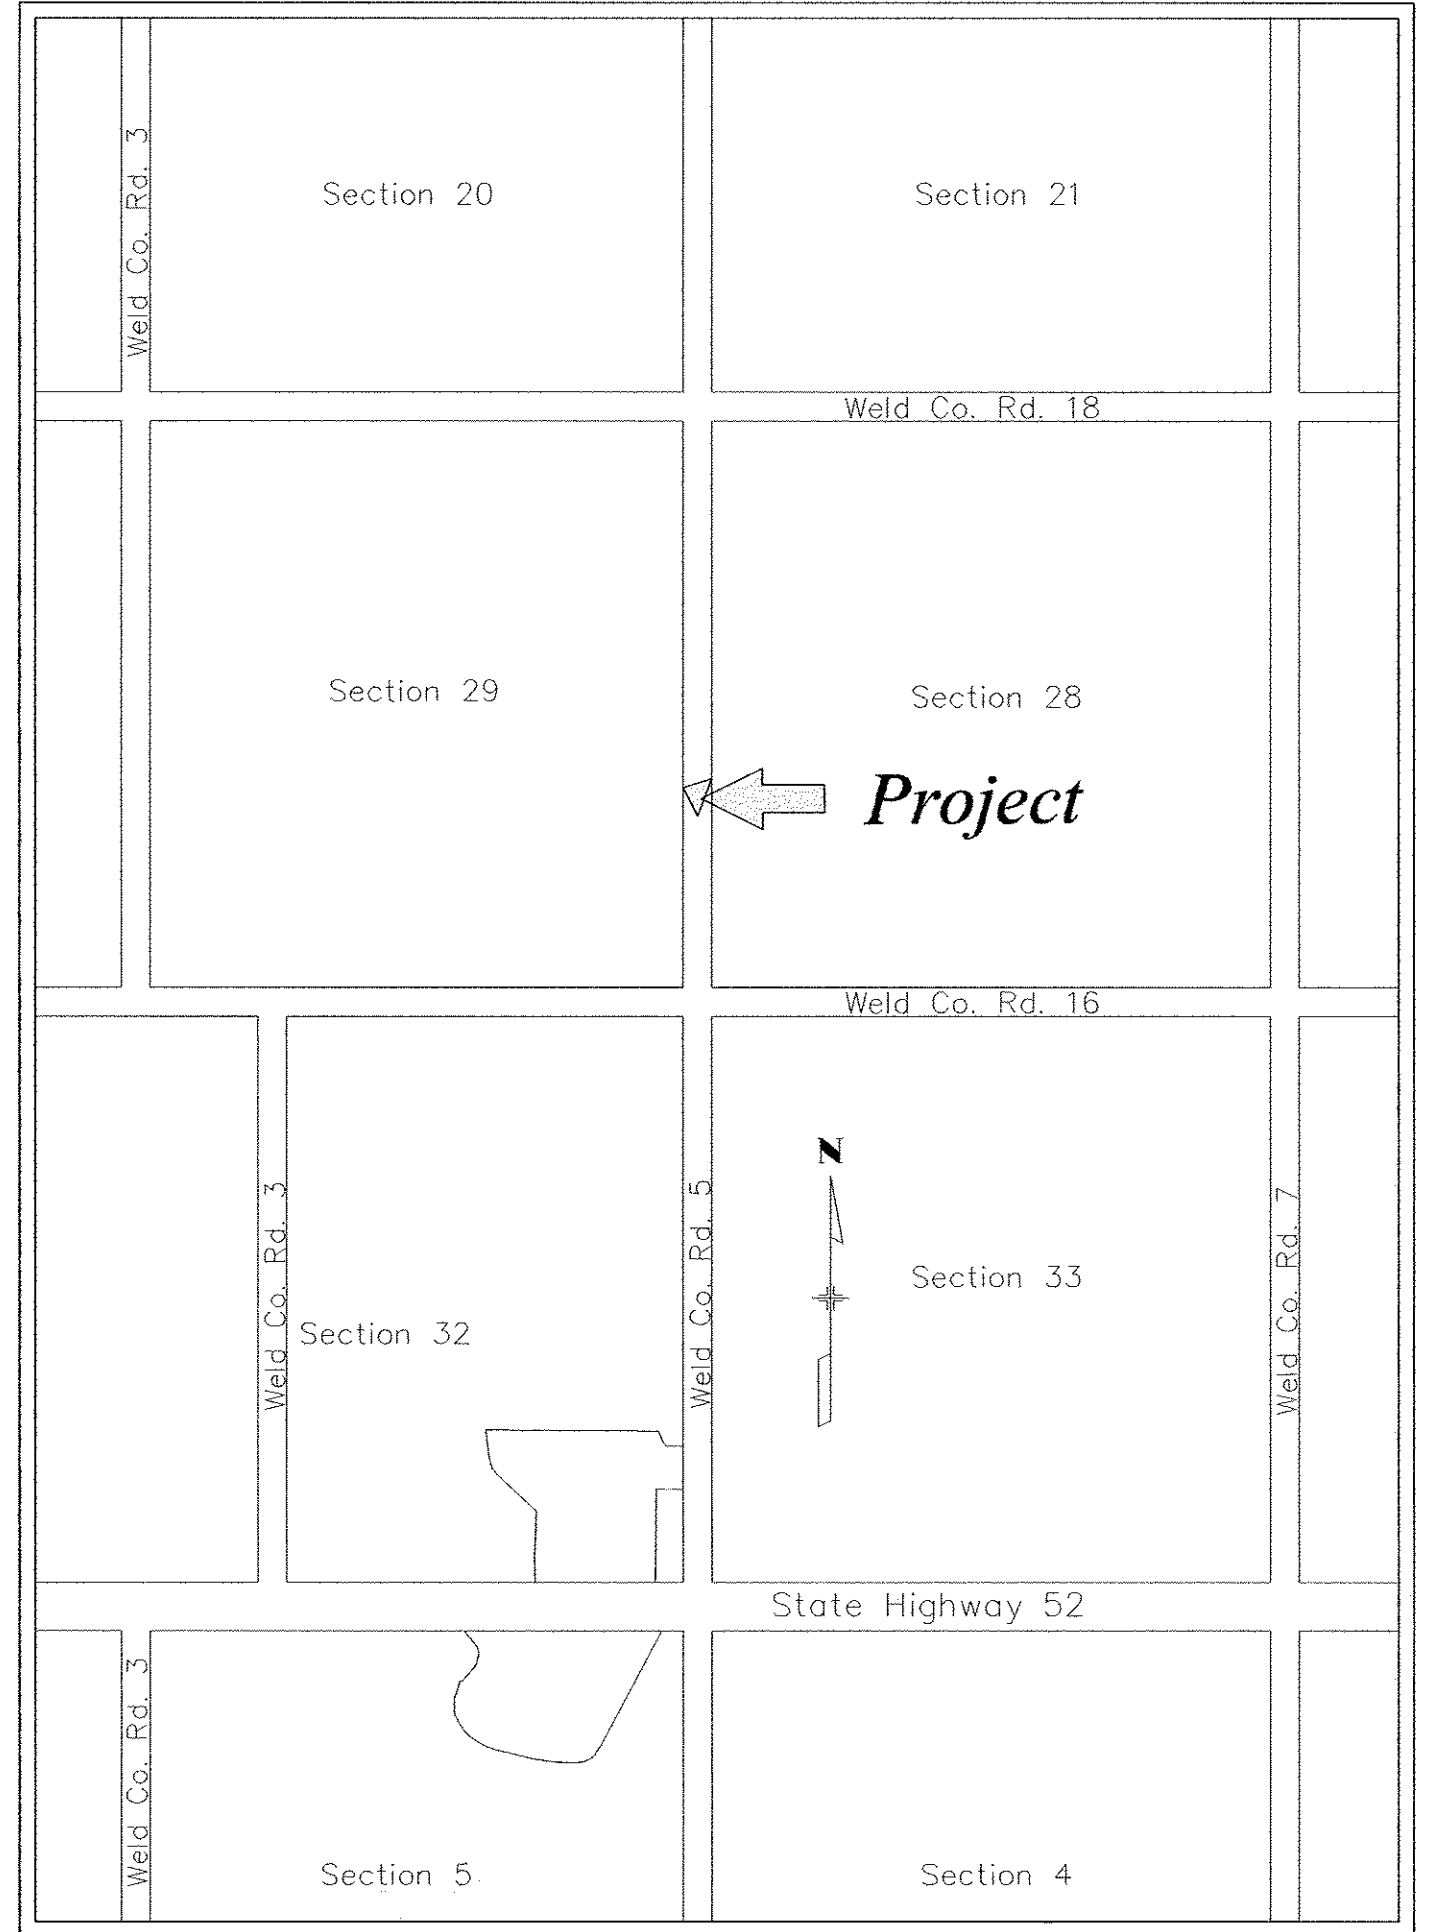 Weld Co. Rd. 3
Section 20
Section 21
Weld Co. Rd. 18
Section 29
Section 28
Project
Weld Co. Rd. 16
N
Weld Co. Rd. 3
Weld Co. Rd. 5
Weld Co. Rd. 7
Section 33
Section 32
State Highway 52
Weld Co. Rd. 3
Section 5
Section 4